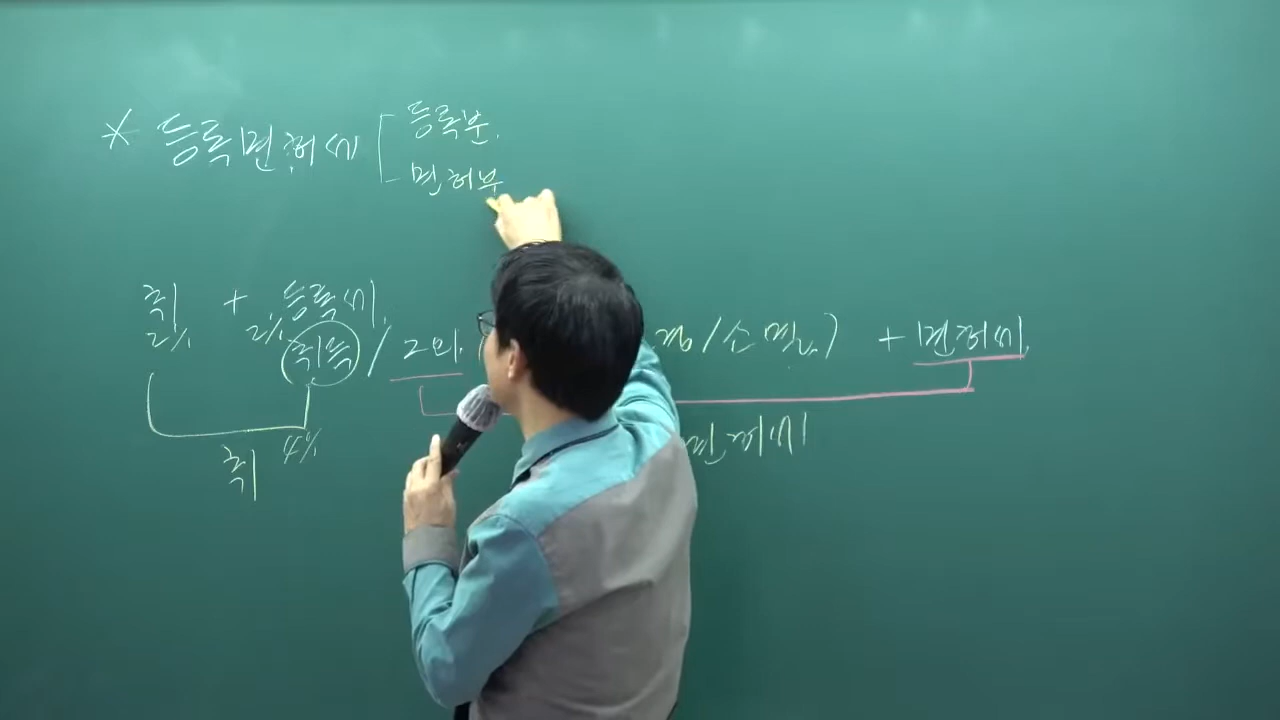 * 등록면허세 [ 등록분.
면허분
취 + 등록세
2% 2% 취득 / 그외. ( /소멸) + 면허세.
취 4% 면허세